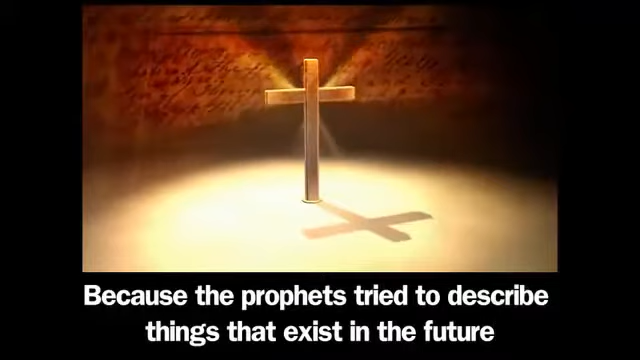 Because the prophets tried to describe
things that exist in the future